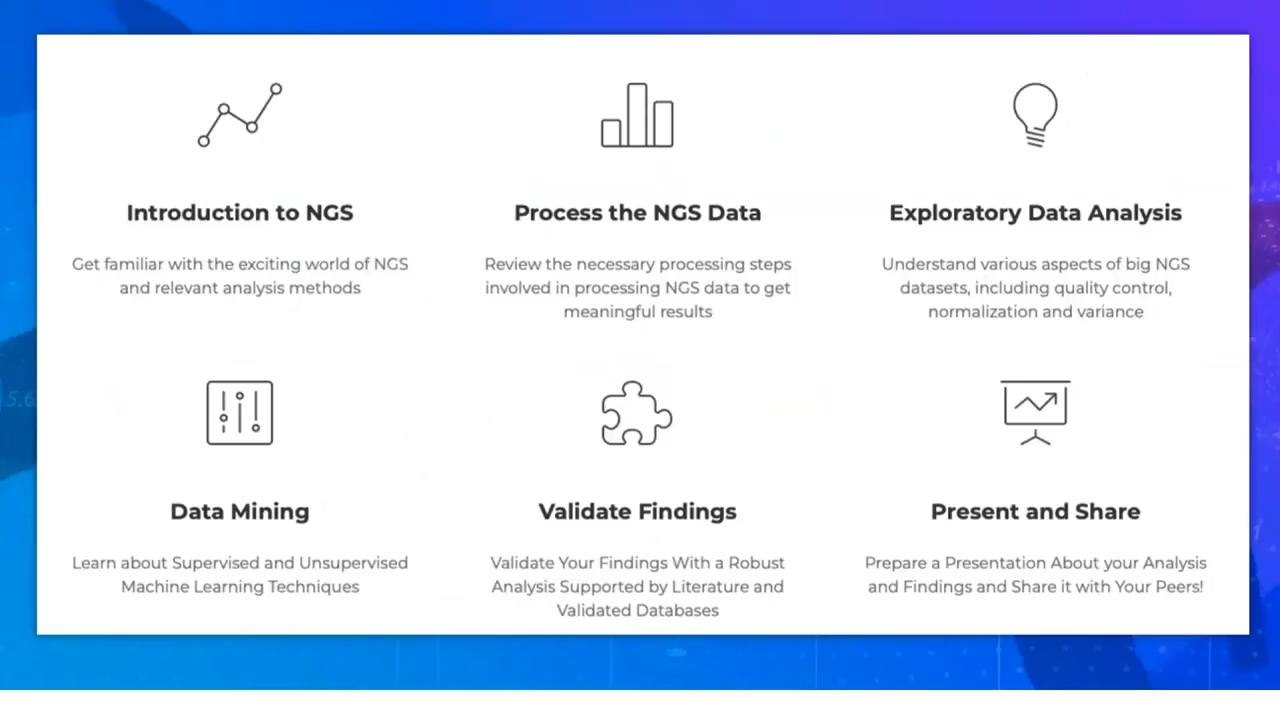 Introduction to NGS
Get familiar with the exciting world of NGS
and relevant analysis methods
Process the NGS Data
Review the necessary processing steps
involved in processing NGS data to get
meaningful results
Exploratory Data Analysis
Understand various aspects of big NGS
datasets, including quality control,
normalization and variance
Data Mining
Learn about Supervised and Unsupervised
Machine Learning Techniques
Validate Findings
Validate Your Findings With a Robust
Analysis Supported by Literature and
Validated Databases
Present and Share
Prepare a Presentation About your Analysis
and Findings and Share it with Your Peers!
5.6